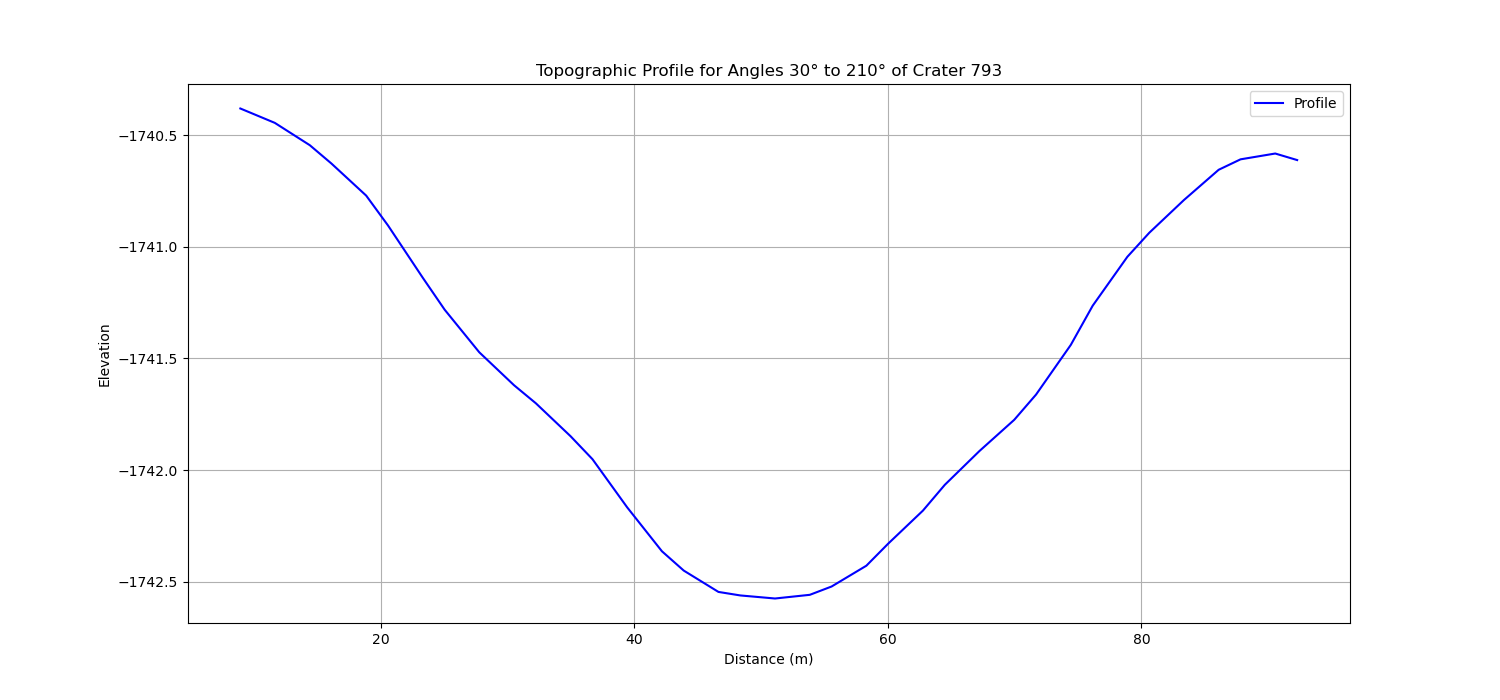 Topographic Profile for Angles 30° to 210° of Crater 793
Profile
−1740.5
−1741.0
−1741.5
−1742.0
−1742.5
Elevation
20
40
60
80
Distance (m)